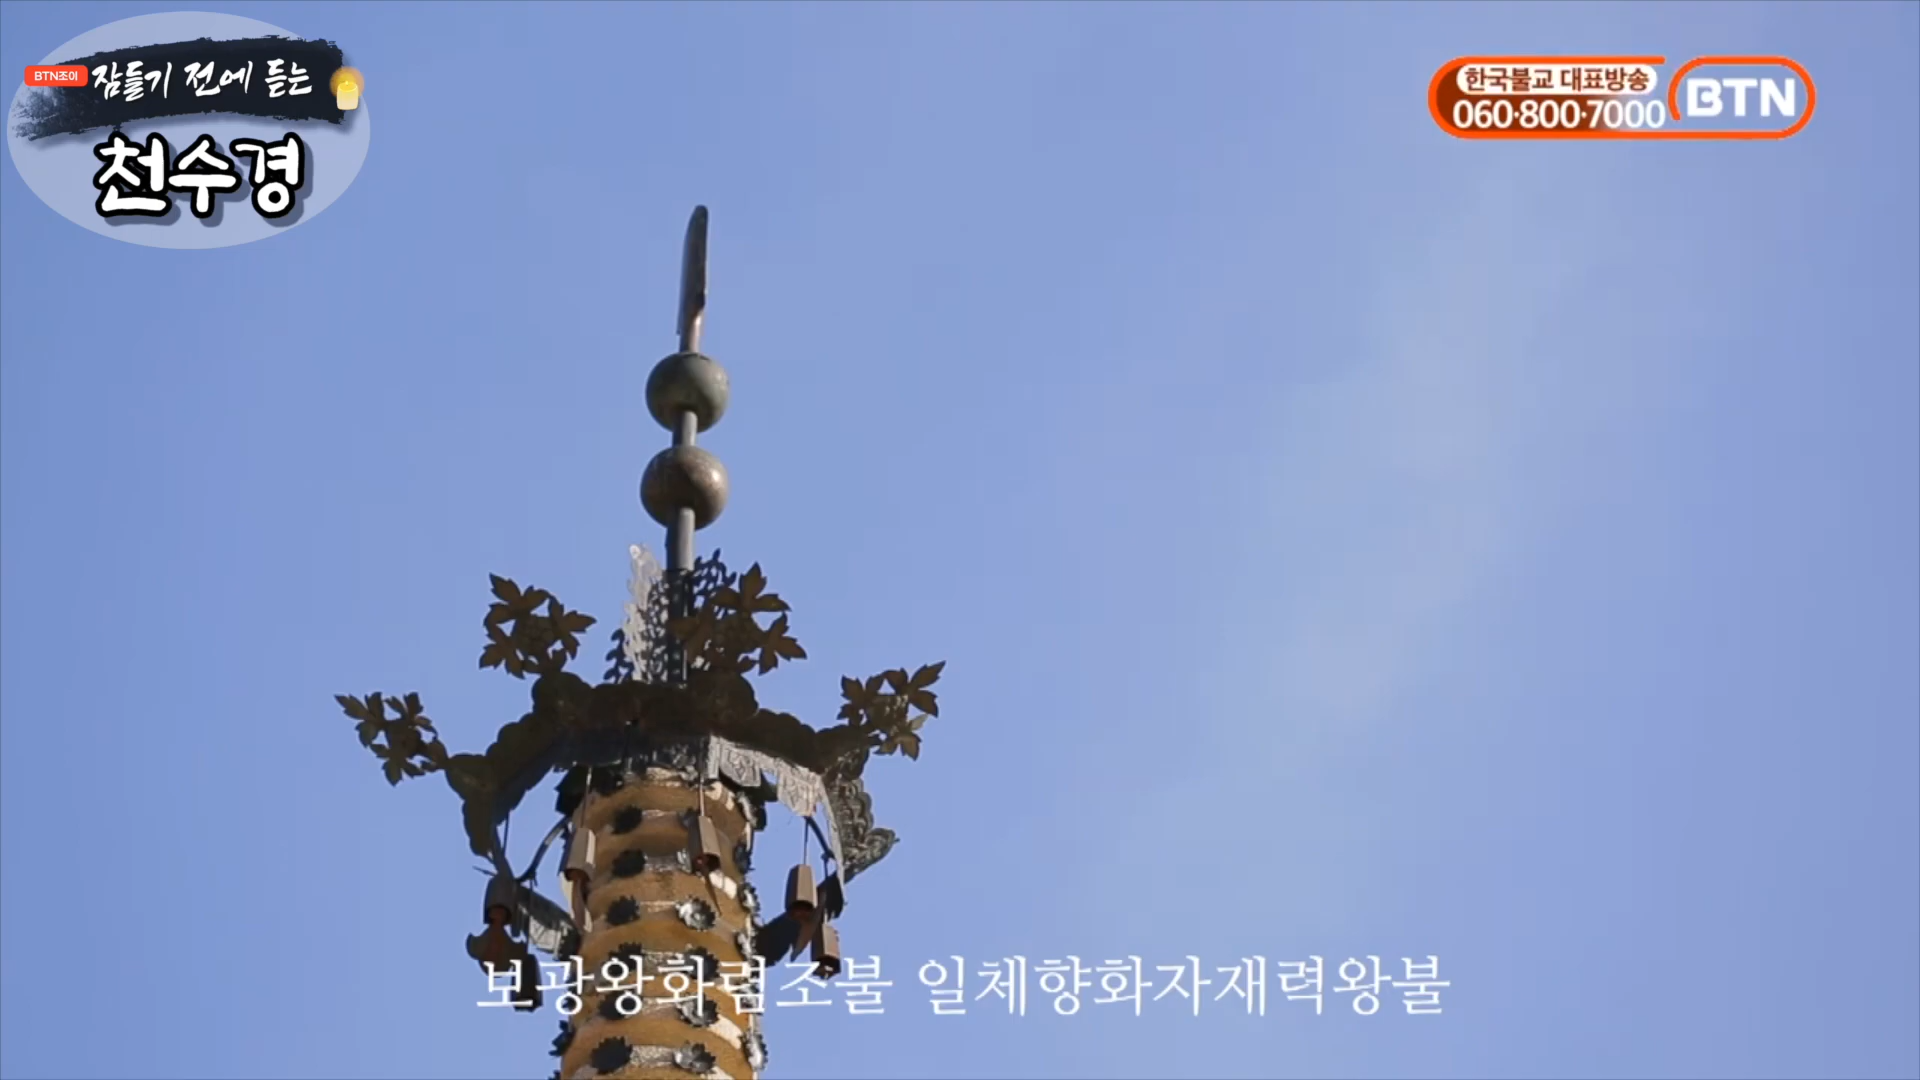 BTN조이
잠들기 전에 듣는
천수경
한국불교 대표방송
060·800·7000
BTN
보광왕화렴조불 일체향화자재력왕불